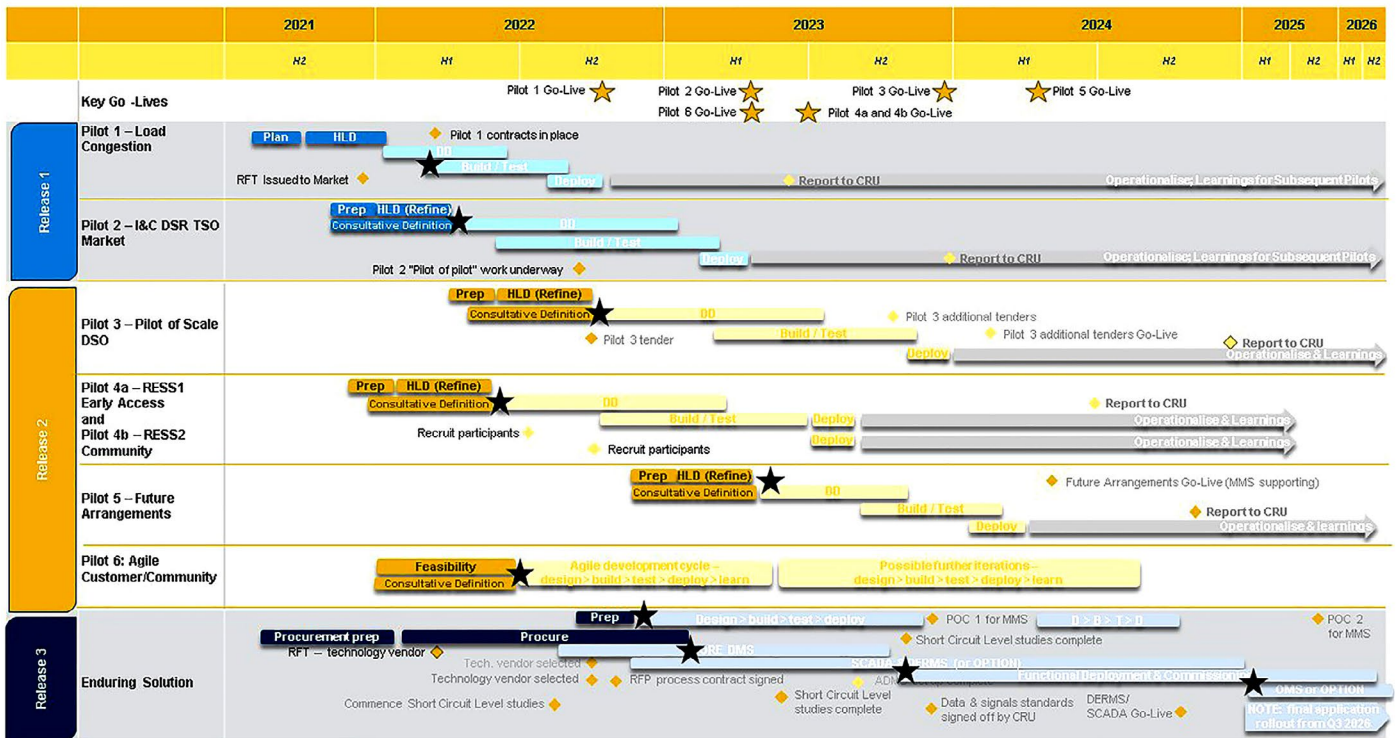 2021 2022 2023 2024 2025 2026
H2 H1 H2 H1 H2 H1 H2 H1 H2 H1 H2
Key Go -Lives
Pilot 1 Go-Live Pilot 2 Go-Live Pilot 3 Go-Live Pilot 5 Go-Live
Pilot 6 Go-Live Pilot 4a and 4b Go-Live
Release 1
Pilot 1 – Load
Congestion
Plan HLD
Pilot 1 contracts in place
DD
Build / Test
RFT Issued to Market
Deploy
Report to CRU
Operationalise; Learnings for Subsequent Pilots
Pilot 2 – I&C DSR TSO
Market
Prep HLD (Refine)
Consultative Definition
DD
Build / Test
Deploy
Pilot 2 "Pilot of pilot" work underway
Report to CRU
Operationalise; Learnings for Subsequent Pilots
Release 2
Pilot 3 – Pilot of Scale
DSO
Prep HLD (Refine)
Consultative Definition
DD
Pilot 3 additional tenders
Pilot 3 tender
Build / Test
Pilot 3 additional tenders Go-Live
Deploy
Report to CRU
Operationalise & Learnings
Pilot 4a – RESS1
Early Access
and
Pilot 4b – RESS2
Community
Prep HLD (Refine)
Consultative Definition
DD
Report to CRU
Build / Test
Deploy
Operationalise & Learnings
Recruit participants
Deploy
Operationalise & Learnings
Recruit participants
Pilot 5 – Future
Arrangements
Prep HLD (Refine)
Consultative Definition
DD
Future Arrangements Go-Live (MMS supporting)
Build / Test
Report to CRU
Deploy
Operationalise & learnings
Pilot 6: Agile
Customer/Community
Feasibility
Consultative Definition
Agile development cycle –
design > build > test > deploy > learn
Possible further iterations –
design > build > test > deploy > learn
Release 3
Enduring Solution
Prep
Design > build > test > deploy
POC 1 for MMS
D > B > T > D
POC 2
for MMS
Procurement prep
Procure
Short Circuit Level studies complete
RFT – technology vendor
DMS
Tech. vendor selected
SCADA (or OPTION)
Technology vendor selected
RFP process contract signed
Functional Deployment &
OMS or OPTION
Commence Short Circuit Level studies
Short Circuit Level
studies complete
Data & signals standards
signed off by CRU
DERMS/
SCADA Go-Live
NOTE: final application
rollout from Q3 2026